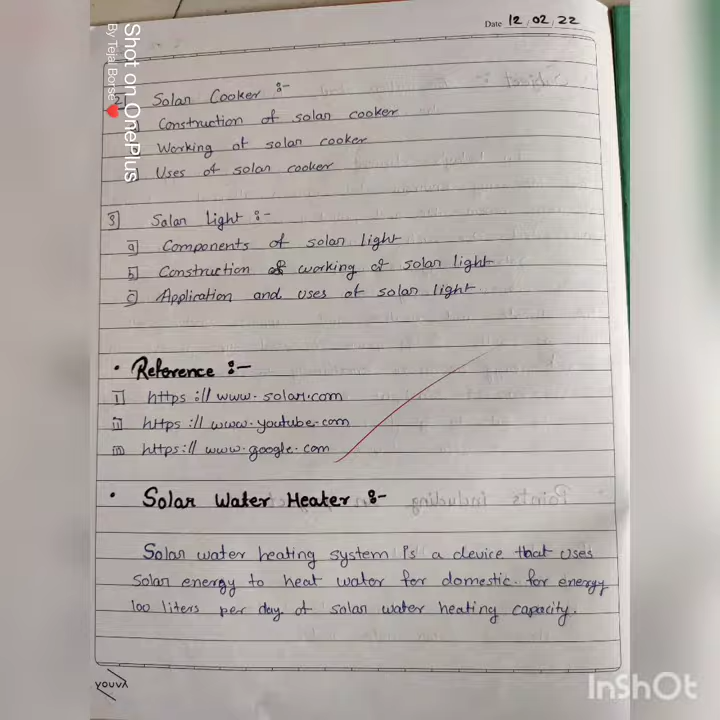 Date 12.02.22
2] Solar Cooker :-
Construction of solar cooker
Working of solar cooker
Uses of solar cooker
3] Solar Light :-
a] Components of solar light
b] Construction of working of solar light
c] Application and uses of solar light.
• Reference :-
I] https://www.solar.com
II] https://www.youtube.com
III] https://www.google.com
• Solar Water Heater :-
Solar water heating system is a device that uses
Solar energy to heat water for domestic. for energy
100 liters per day of solar water heating capacity.
YOUVA
Shot on OnePlus
By Tejal Borse
InShOt